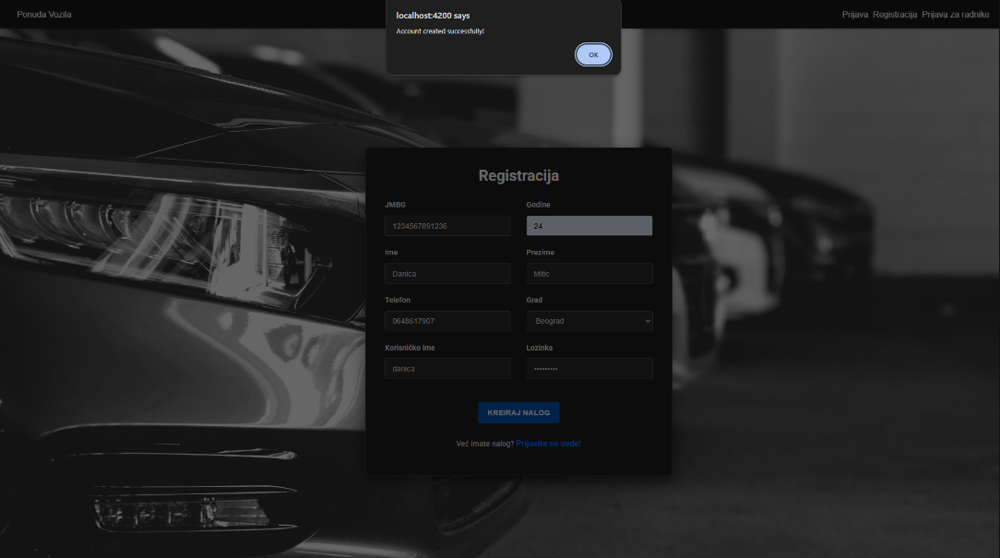 Ponuda Vozila
Prijava Registracija Prijava za radnike
localhost:4200 says
Account created successfully!
OK
Registracija
JMBG Godine
1234567891236 24
Ime Prezime
Danica Mitic
Telefon Grad
0648617907 Beograd
Korisničko Ime Lozinka
danica •••••••••
KREIRAJ NALOG
Već imate nalog? Prijavite se ovde!